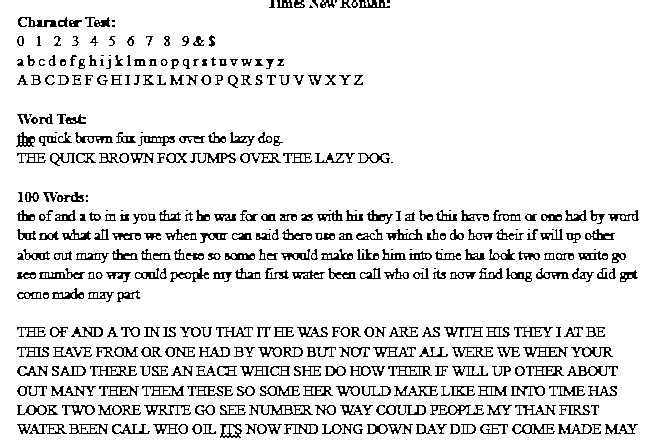 Times New Roman:
Character Test:
0 1 2 3 4 5 6 7 8 9 & $
a b c d e f g h i j k l m n o p q r s t u v w x y z
A B C D E F G H I J K L M N O P Q R S T U V W X Y Z
Word Test:
the quick brown fox jumps over the lazy dog.
THE QUICK BROWN FOX JUMPS OVER THE LAZY DOG.
100 Words:
the of and a to in is you that it he was for on are as with his they I at be this have from or one had by word
but not what all were we when your can said there use an each which she do how their if will up other
about out many then them these so some her would make like him into time has look two more write go
see number no way could people my than first water been call who oil its now find long down day did get
come made may part
THE OF AND A TO IN IS YOU THAT IT HE WAS FOR ON ARE AS WITH HIS THEY I AT BE
THIS HAVE FROM OR ONE HAD BY WORD BUT NOT WHAT ALL WERE WE WHEN YOUR
CAN SAID THERE USE AN EACH WHICH SHE DO HOW THEIR IF WILL UP OTHER ABOUT
OUT MANY THEN THEM THESE SO SOME HER WOULD MAKE LIKE HIM INTO TIME HAS
LOOK TWO MORE WRITE GO SEE NUMBER NO WAY COULD PEOPLE MY THAN FIRST
WATER BEEN CALL WHO OIL ITS NOW FIND LONG DOWN DAY DID GET COME MADE MAY